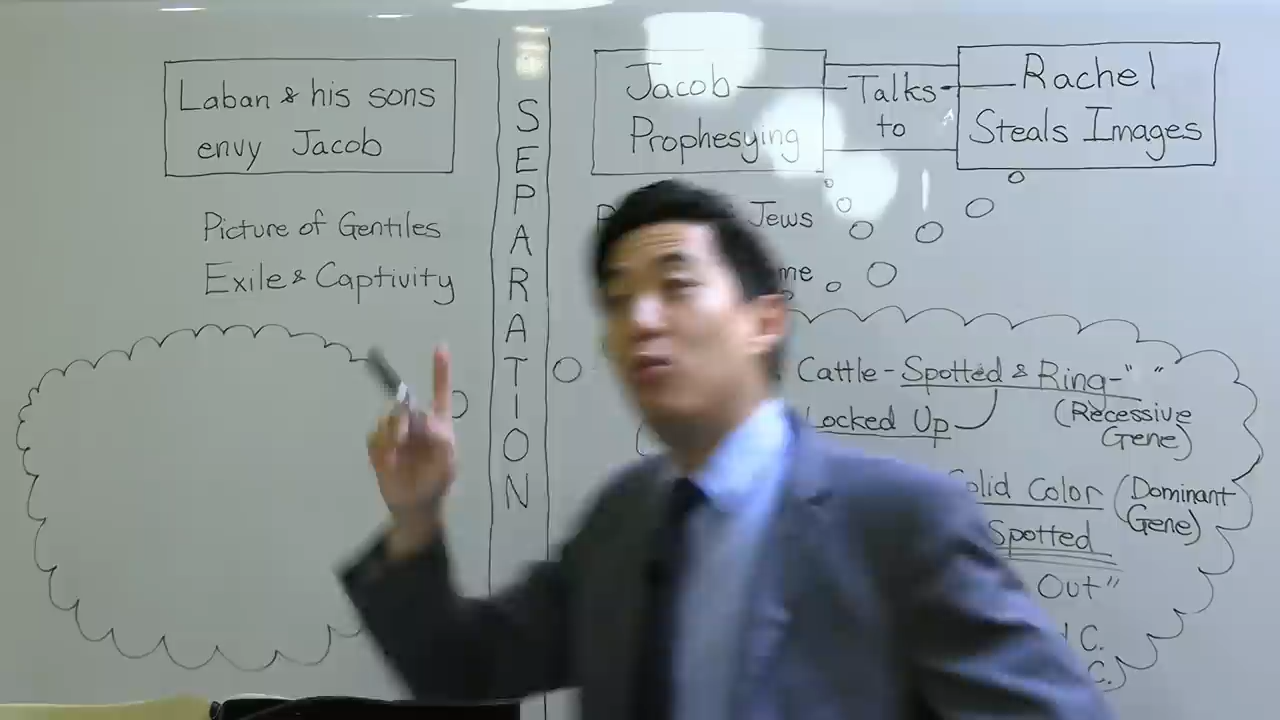 Laban & his sons
envy Jacob
Picture of Gentiles
Exile & Captivity
SEPARATION
Jacob
Prophesying
Talks
to
Rachel
Steals Images
Jews
Cattle - Spotted & Ring - " "
Locked Up
(Recessive
Gene)
Solid Color (Dominant
Gene)
Spotted
Out"
C.
C.)